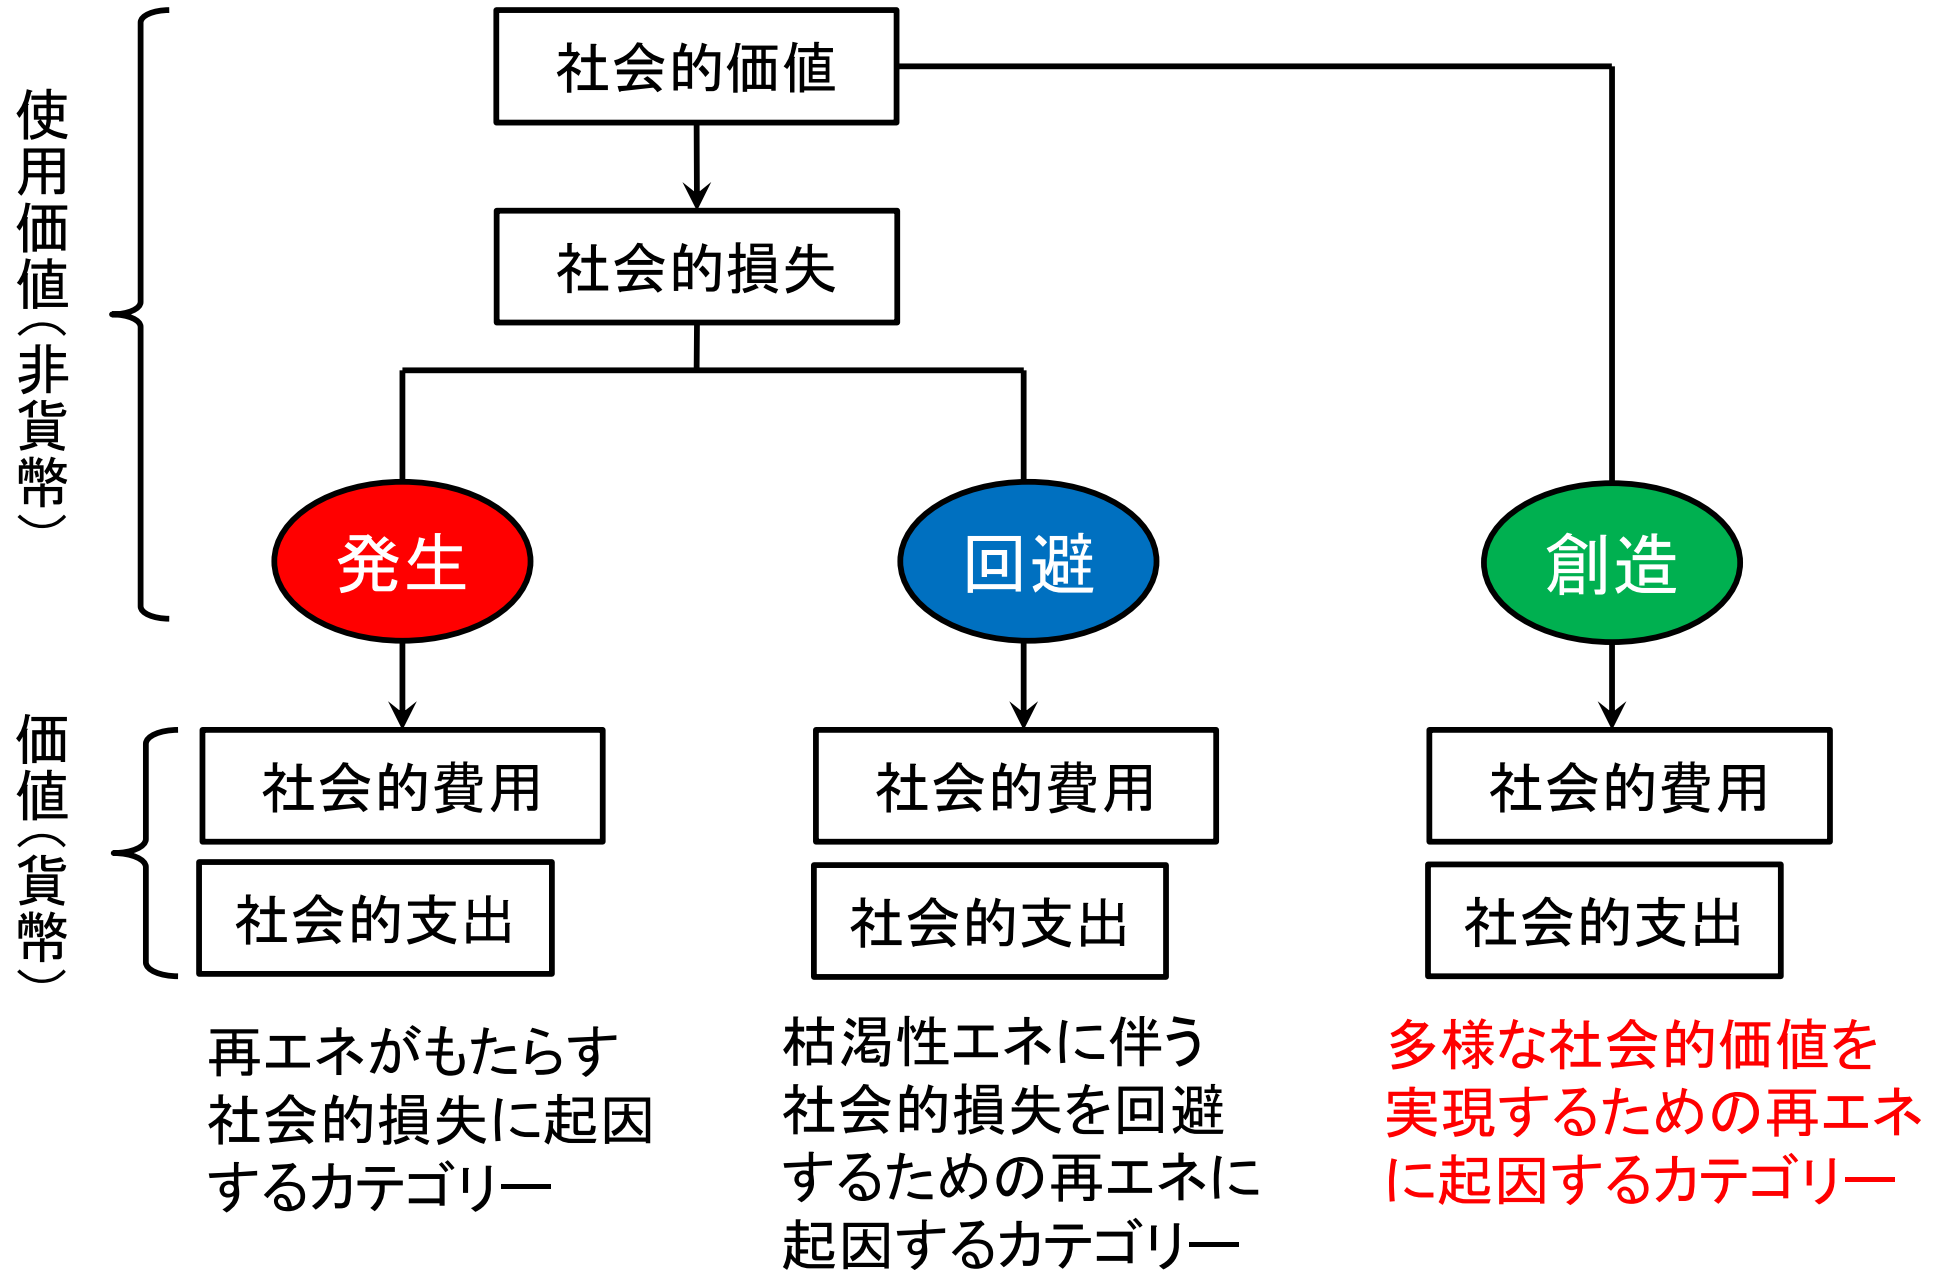 使用価値（非貨幣）
価値（貨幣）
社会的価値
社会的損失
発生
回避
創造
社会的費用
社会的費用
社会的費用
社会的支出
社会的支出
社会的支出
再エネがもたらす
社会的損失に起因
するカテゴリー
枯渇性エネに伴う
社会的損失を回避
するための再エネに
起因するカテゴリー
多様な社会的価値を
実現するための再エネ
に起因するカテゴリー